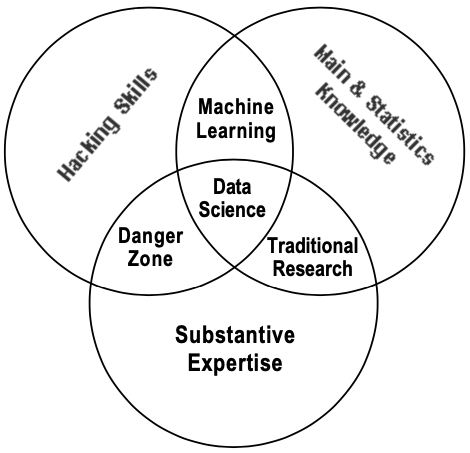 Hacking Skills
Main & Statistics
Knowledge
Machine
Learning
Data
Science
Danger
Zone
Traditional
Research
Substantive
Expertise